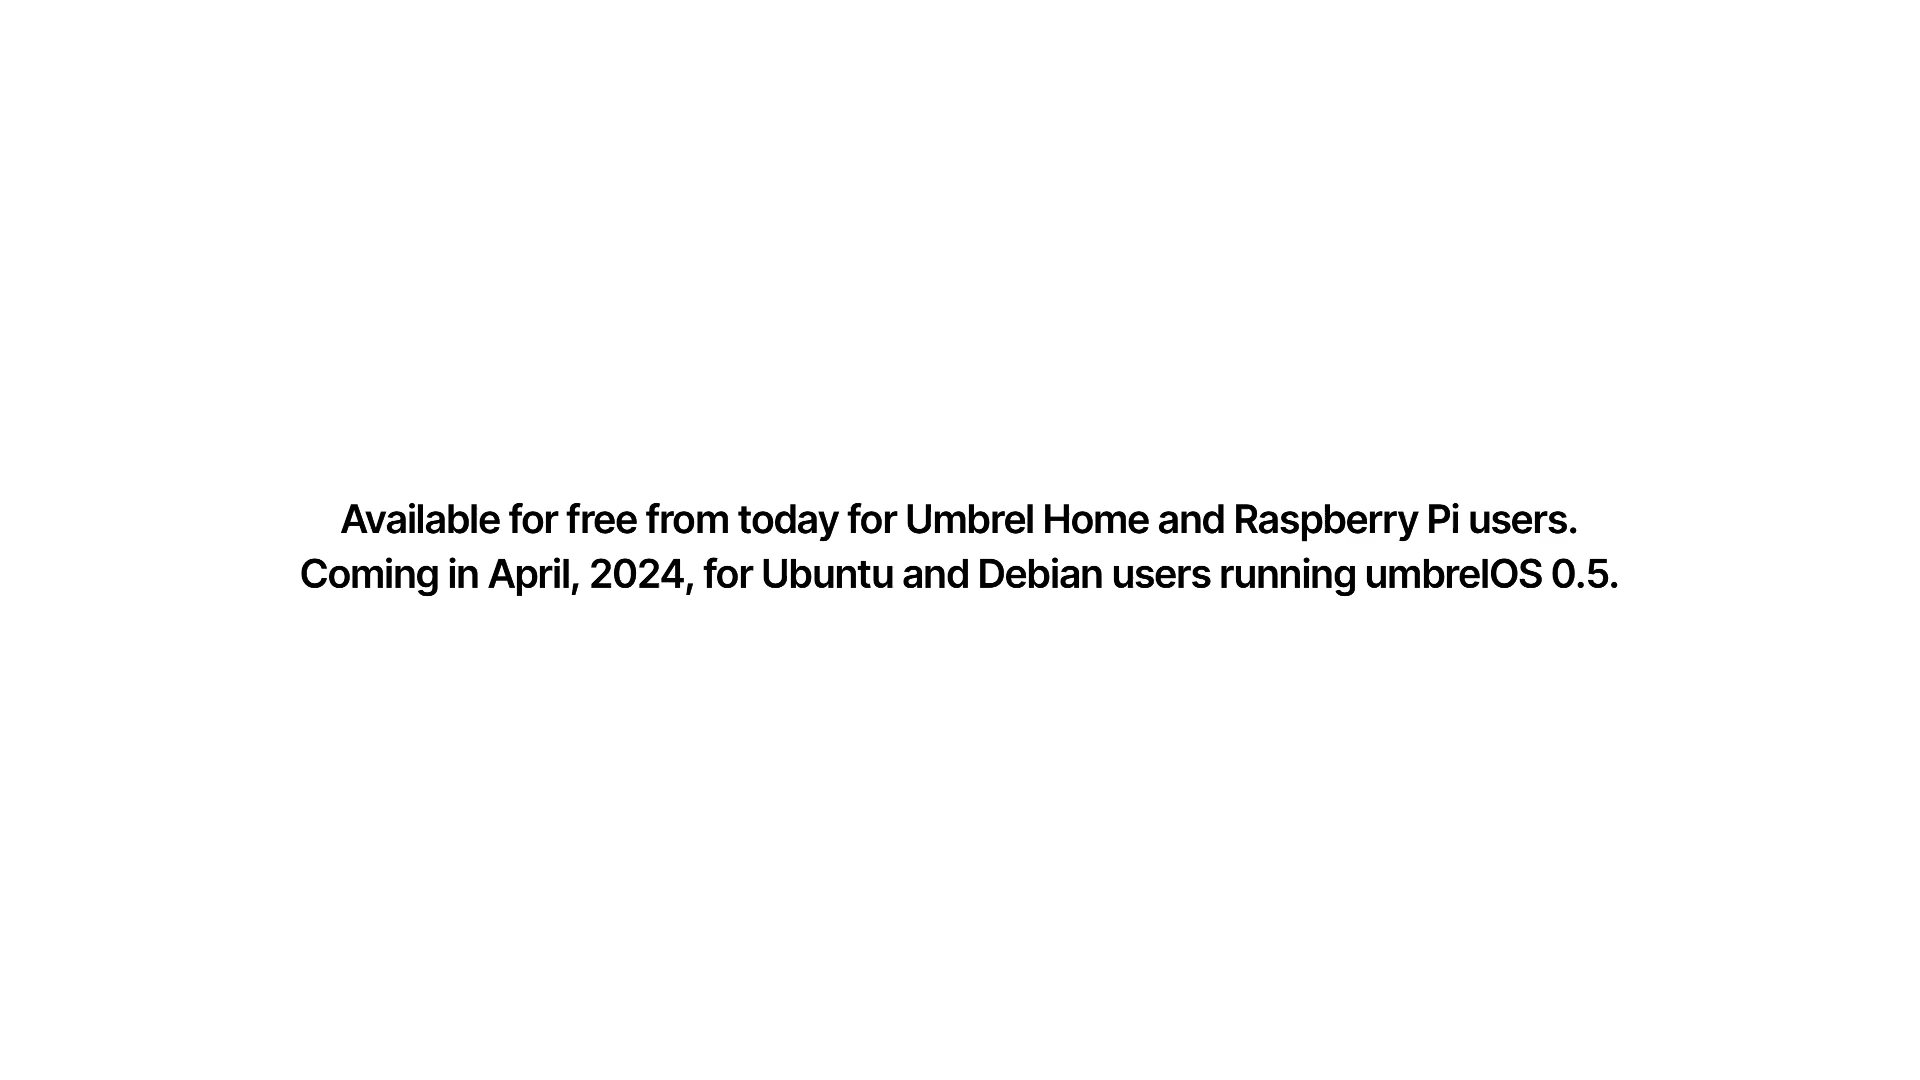 Available for free from today for Umbrel Home and Raspberry Pi users.
Coming in April, 2024, for Ubuntu and Debian users running umbrelOS 0.5.